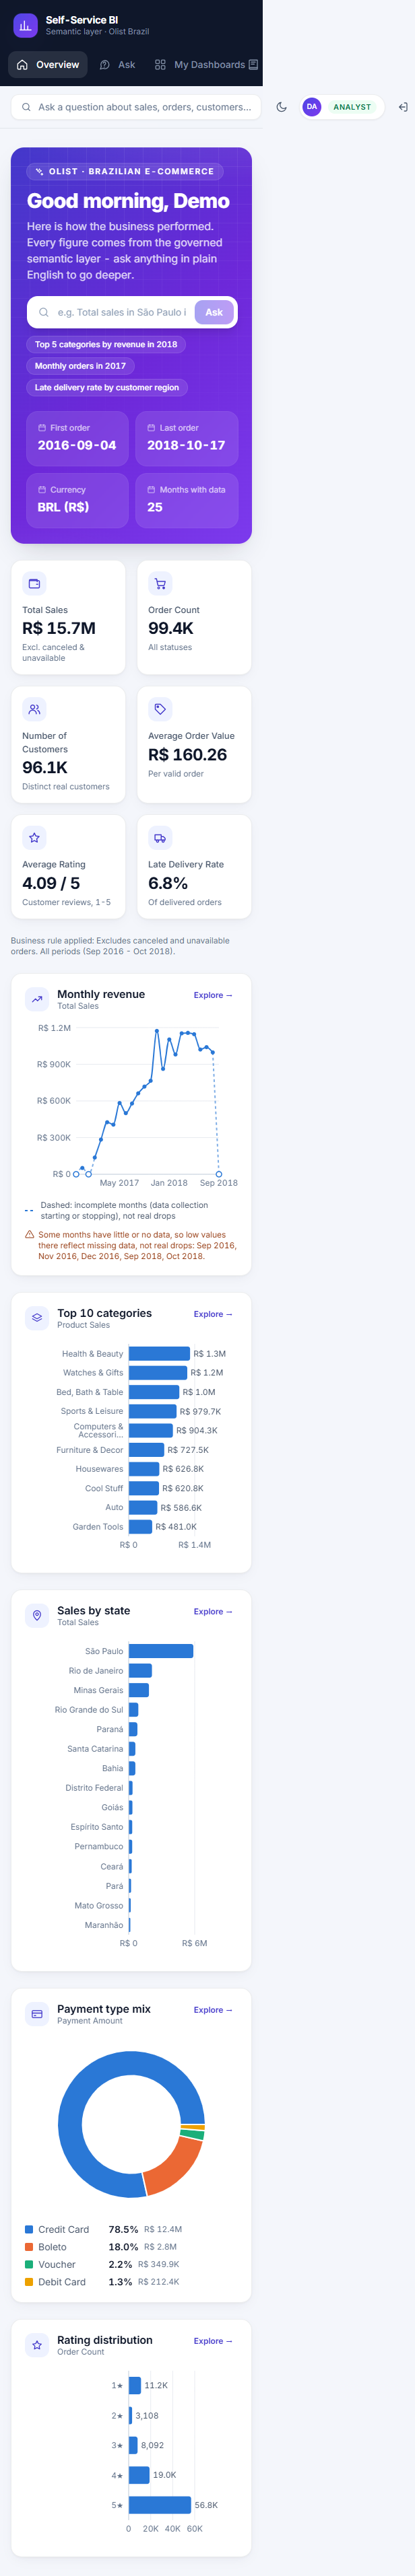 Self-Service BI
Semantic layer · Olist Brazil
Overview
Ask
My Dashboards
Ask a question about sales, orders, customers...
DA
ANALYST
OLIST · BRAZILIAN E-COMMERCE
Good morning, Demo
Here is how the business performed.
Every figure comes from the governed
semantic layer - ask anything in plain
English to go deeper.
e.g. Total sales in São Paulo i
Ask
Top 5 categories by revenue in 2018
Monthly orders in 2017
Late delivery rate by customer region
First order
2016-09-04
Last order
2018-10-17
Currency
BRL (R$)
Months with data
25
Total Sales
R$ 15.7M
Excl. canceled &
unavailable
Order Count
99.4K
All statuses
Number of
Customers
96.1K
Distinct real customers
Average Order Value
R$ 160.26
Per valid order
Average Rating
4.09 / 5
Customer reviews, 1-5
Late Delivery Rate
6.8%
Of delivered orders
Business rule applied: Excludes canceled and unavailable
orders. All periods (Sep 2016 - Oct 2018).
Monthly revenue
Total Sales
Explore →
R$ 1.2M
R$ 900K
R$ 600K
R$ 300K
R$ 0
May 2017
Jan 2018
Sep 2018
Dashed: incomplete months (data collection
starting or stopping), not real drops
Some months have little or no data, so low values
there reflect missing data, not real drops: Sep 2016,
Nov 2016, Dec 2016, Sep 2018, Oct 2018.
Top 10 categories
Product Sales
Explore →
Health & Beauty R$ 1.3M
Watches & Gifts R$ 1.2M
Bed, Bath & Table R$ 1.0M
Sports & Leisure R$ 979.7K
Computers &
Accessori... R$ 904.3K
Furniture & Decor R$ 727.5K
Housewares R$ 626.8K
Cool Stuff R$ 620.8K
Auto R$ 586.6K
Garden Tools R$ 481.0K
R$ 0 R$ 1.4M
Sales by state
Total Sales
Explore →
São Paulo
Rio de Janeiro
Minas Gerais
Rio Grande do Sul
Paraná
Santa Catarina
Bahia
Distrito Federal
Goiás
Espirito Santo
Pernambuco
Ceará
Pará
Mato Grosso
Maranhão
R$ 0 R$ 6M
Payment type mix
Payment Amount
Explore →
Credit Card 78.5% R$ 12.4M
Boleto 18.0% R$ 2.8M
Voucher 2.2% R$ 349.9K
Debit Card 1.3% R$ 212.4K
Rating distribution
Order Count
Explore →
1★ 11.2K
2★ 3,108
3★ 8,092
4★ 19.0K
5★ 56.8K
0 20K 40K 60K